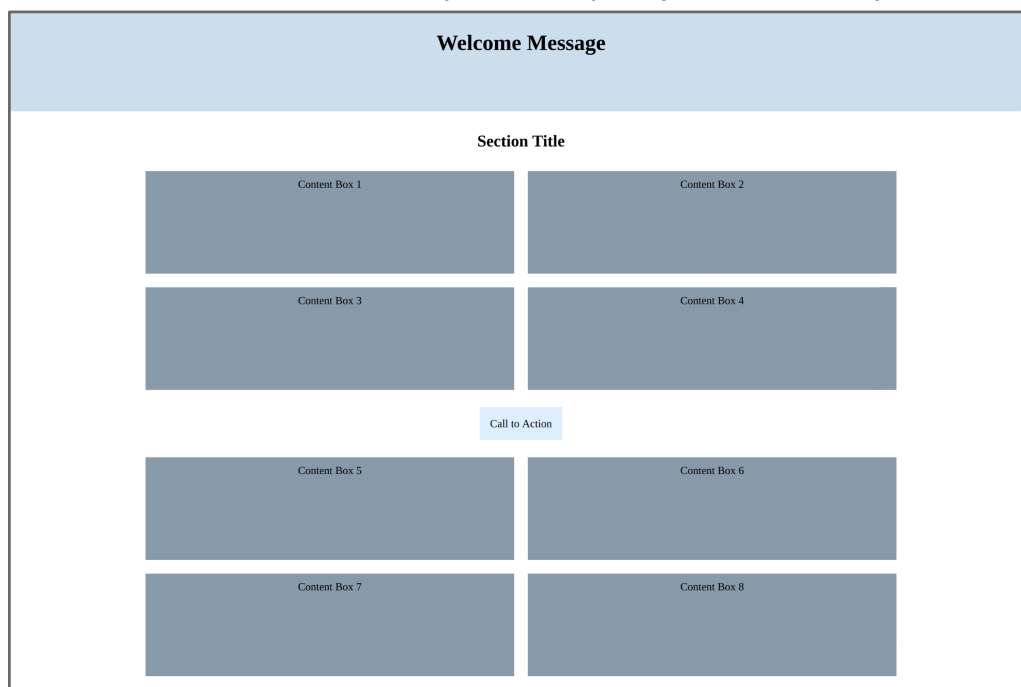 Welcome Message
Section Title
Content Box 1
Content Box 2
Content Box 3
Content Box 4
Call to Action
Content Box 5
Content Box 6
Content Box 7
Content Box 8